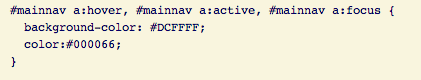 #mainnav a:hover, #mainnav a:active, #mainnav a:focus {
  background-color: #DCFFFF;
  color:#000066;
}